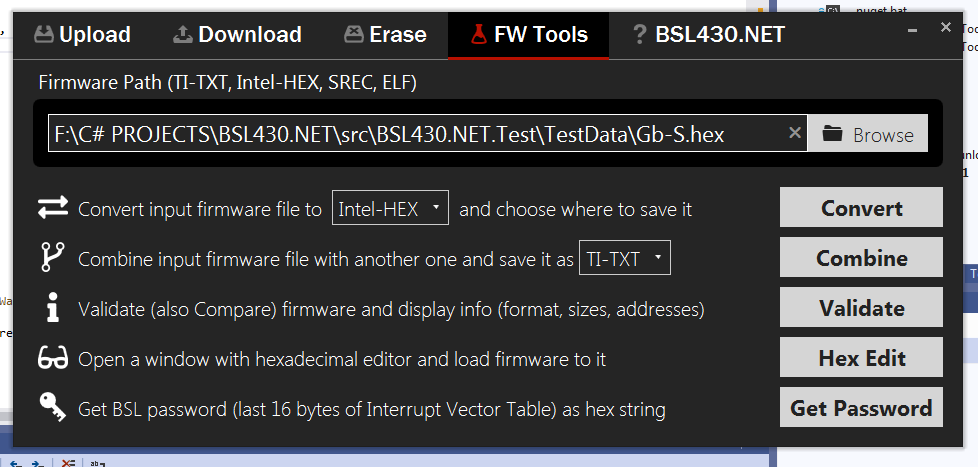 nuget.bat
Upload Download Erase FW Tools ? BSL430.NET
Firmware Path (TI-TXT, Intel-HEX, SREC, ELF)
F:\C# PROJECTS\BSL430.NET\src\BSL430.NET.Test\TestData\Gb-S.hex × Browse
Convert input firmware file to Intel-HEX and choose where to save it Convert
Combine input firmware file with another one and save it as TI-TXT Combine
Validate (also Compare) firmware and display info (format, sizes, addresses) Validate
Open a window with hexadecimal editor and load firmware to it Hex Edit
Get BSL password (last 16 bytes of Interrupt Vector Table) as hex string Get Password